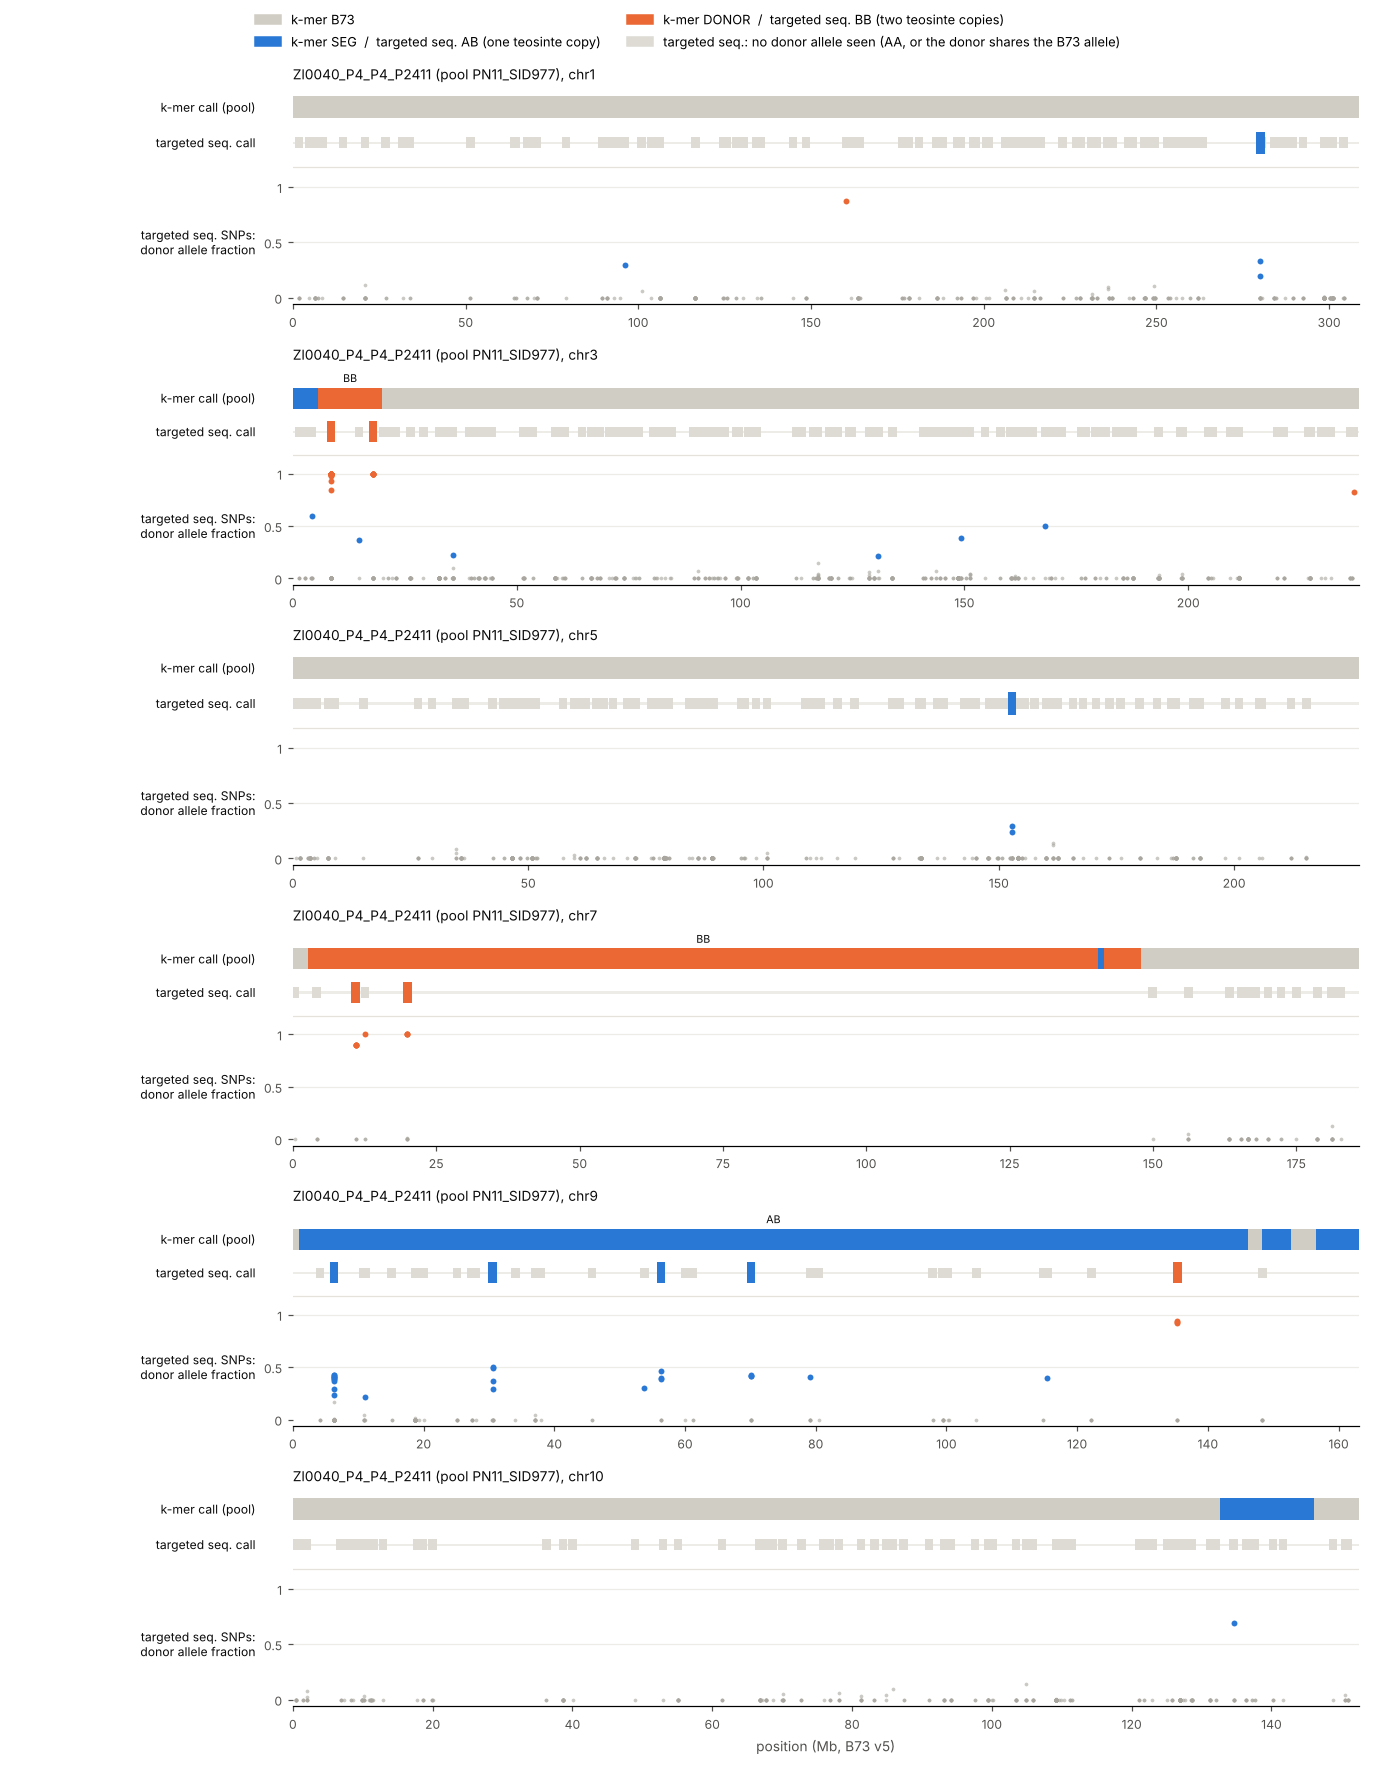 k-mer B73
k-mer DONOR / targeted seq. BB (two teosinte copies)
k-mer SEG / targeted seq. AB (one teosinte copy)
targeted seq.: no donor allele seen (AA, or the donor shares the B73 allele)
ZI0040_P4_P4_P2411 (pool PN11_SID977), chr1
k-mer call (pool)
targeted seq. call
1
targeted seq. SNPs:
donor allele fraction
0.5
0
0 50 100 150 200 250 300
ZI0040_P4_P4_P2411 (pool PN11_SID977), chr3
BB
k-mer call (pool)
targeted seq. call
1
targeted seq. SNPs:
donor allele fraction
0.5
0
0 50 100 150 200
ZI0040_P4_P4_P2411 (pool PN11_SID977), chr5
k-mer call (pool)
targeted seq. call
1
targeted seq. SNPs:
donor allele fraction
0.5
0
0 50 100 150 200
ZI0040_P4_P4_P2411 (pool PN11_SID977), chr7
BB
k-mer call (pool)
targeted seq. call
1
targeted seq. SNPs:
donor allele fraction
0.5
0
0 25 50 75 100 125 150 175
ZI0040_P4_P4_P2411 (pool PN11_SID977), chr9
AB
k-mer call (pool)
targeted seq. call
1
targeted seq. SNPs:
donor allele fraction
0.5
0
0 20 40 60 80 100 120 140 160
ZI0040_P4_P4_P2411 (pool PN11_SID977), chr10
k-mer call (pool)
targeted seq. call
1
targeted seq. SNPs:
donor allele fraction
0.5
0
0 20 40 60 80 100 120 140
position (Mb, B73 v5)